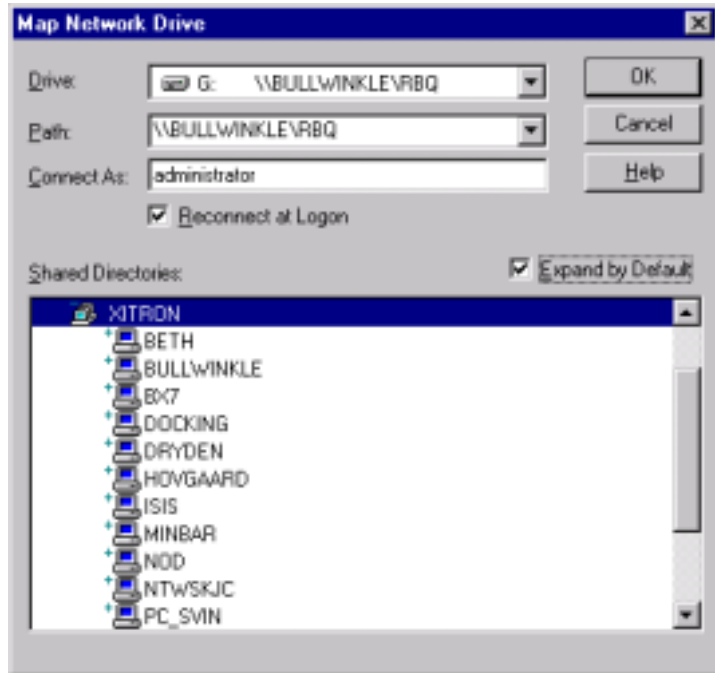 Map Network Drive
Drive: G: \\BULLWINKLE\RBQ OK
Path: \\BULLWINKLE\RBQ Cancel
Connect As: administrator Help
Reconnect at Logon
Shared Directories: Expand by Default
XITRON
BETH
BULLWINKLE
BX7
DOCKING
DRYDEN
HOVGAARD
ISIS
MINBAR
NOD
NTWSKJC
PC_SVIN